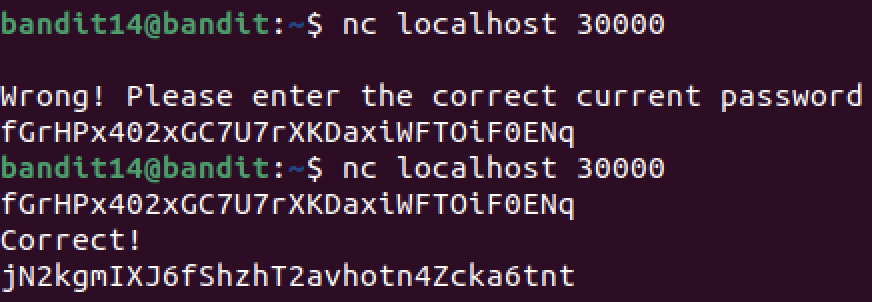 bandit14@bandit:~$ nc localhost 30000
Wrong! Please enter the correct current password
fGrHPx402xGC7U7rXKDaxiWFTOiF0ENq
bandit14@bandit:~$ nc localhost 30000
fGrHPx402xGC7U7rXKDaxiWFTOiF0ENq
Correct!
jN2kgmIXJ6fShzhT2avhotn4Zcka6tnt